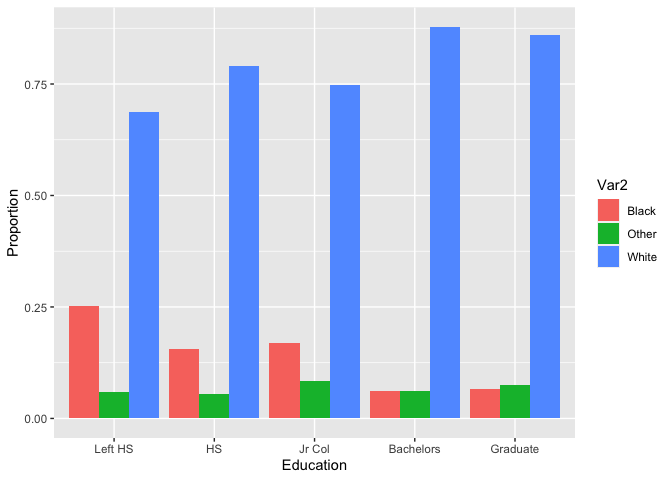 0.75
0.50
0.25
0.00
Proportion
Left HS
HS
Jr Col
Bachelors
Graduate
Education
Var2
Black
Other
White